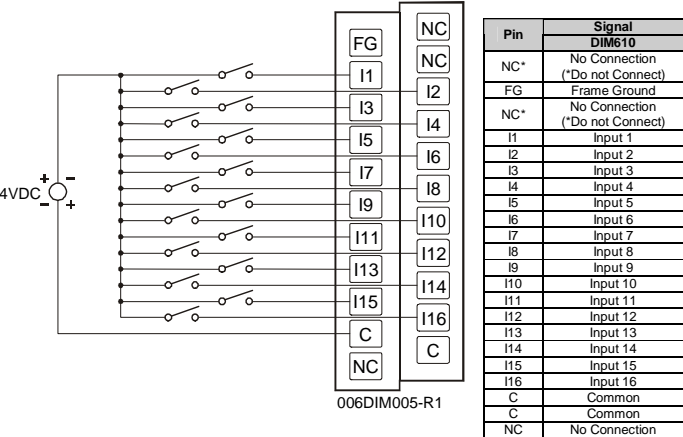 FG
I1
I3
I5
I7
I9
I11
I13
I15
C
NC
NC
NC
I2
I4
I6
I8
I10
I12
I14
I16
C
+ -
4VDC
- +
006DIM005-R1
Pin Signal
DIM610
NC* No Connection
(*Do not Connect)
FG Frame Ground
NC* No Connection
(*Do not Connect)
I1 Input 1
I2 Input 2
I3 Input 3
I4 Input 4
I5 Input 5
I6 Input 6
I7 Input 7
I8 Input 8
I9 Input 9
I10 Input 10
I11 Input 11
I12 Input 12
I13 Input 13
I14 Input 14
I15 Input 15
I16 Input 16
C Common
C Common
NC No Connection